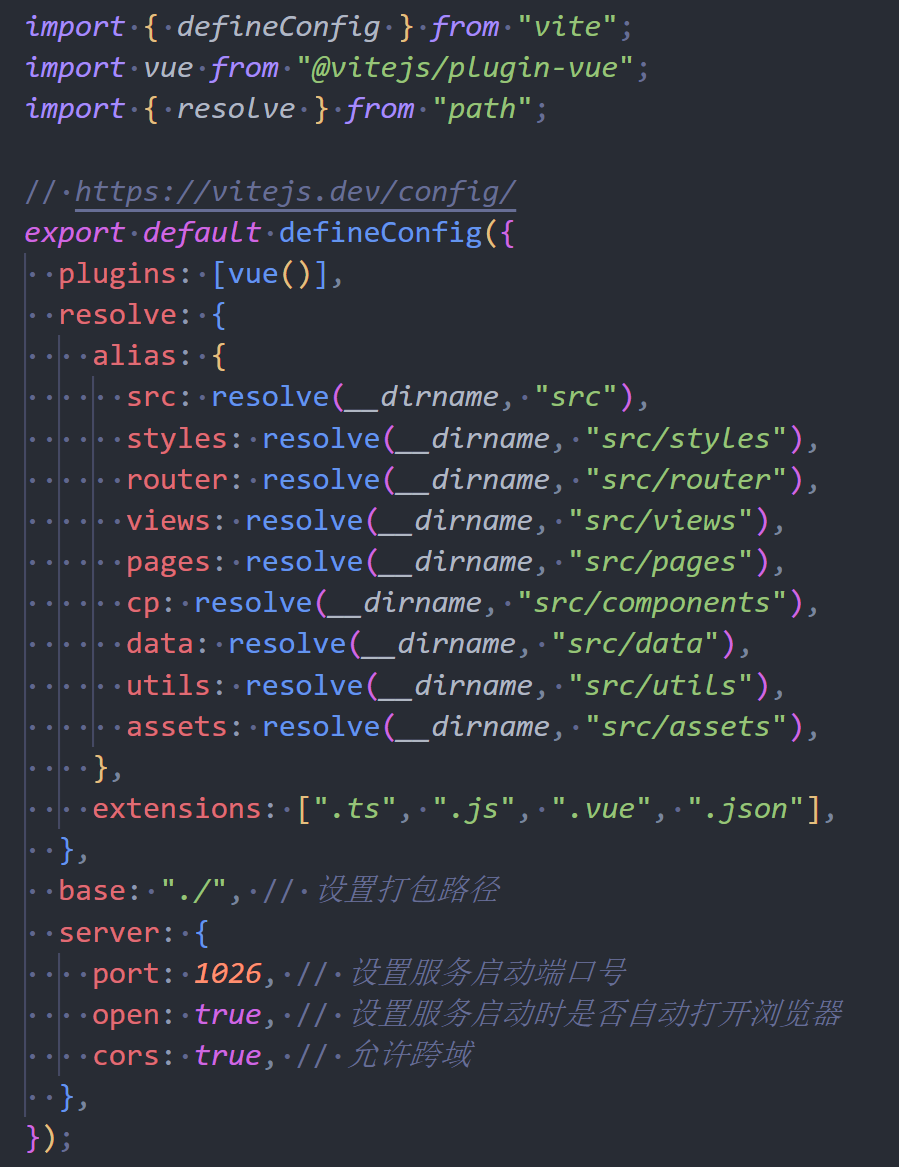 import { defineConfig } from "vite";
import vue from "@vitejs/plugin-vue";
import { resolve } from "path";

// https://vitejs.dev/config/
export default defineConfig({
  plugins: [vue()],
  resolve: {
    alias: {
      src: resolve(__dirname, "src"),
      styles: resolve(__dirname, "src/styles"),
      router: resolve(__dirname, "src/router"),
      views: resolve(__dirname, "src/views"),
      pages: resolve(__dirname, "src/pages"),
      cp: resolve(__dirname, "src/components"),
      data: resolve(__dirname, "src/data"),
      utils: resolve(__dirname, "src/utils"),
      assets: resolve(__dirname, "src/assets"),
    },
    extensions: [".ts", ".js", ".vue", ".json"],
  },
  base: "./", // 设置打包路径
  server: {
    port: 1026, // 设置服务启动端口号
    open: true, // 设置服务启动时是否自动打开浏览器
    cors: true, // 允许跨域
  },
});